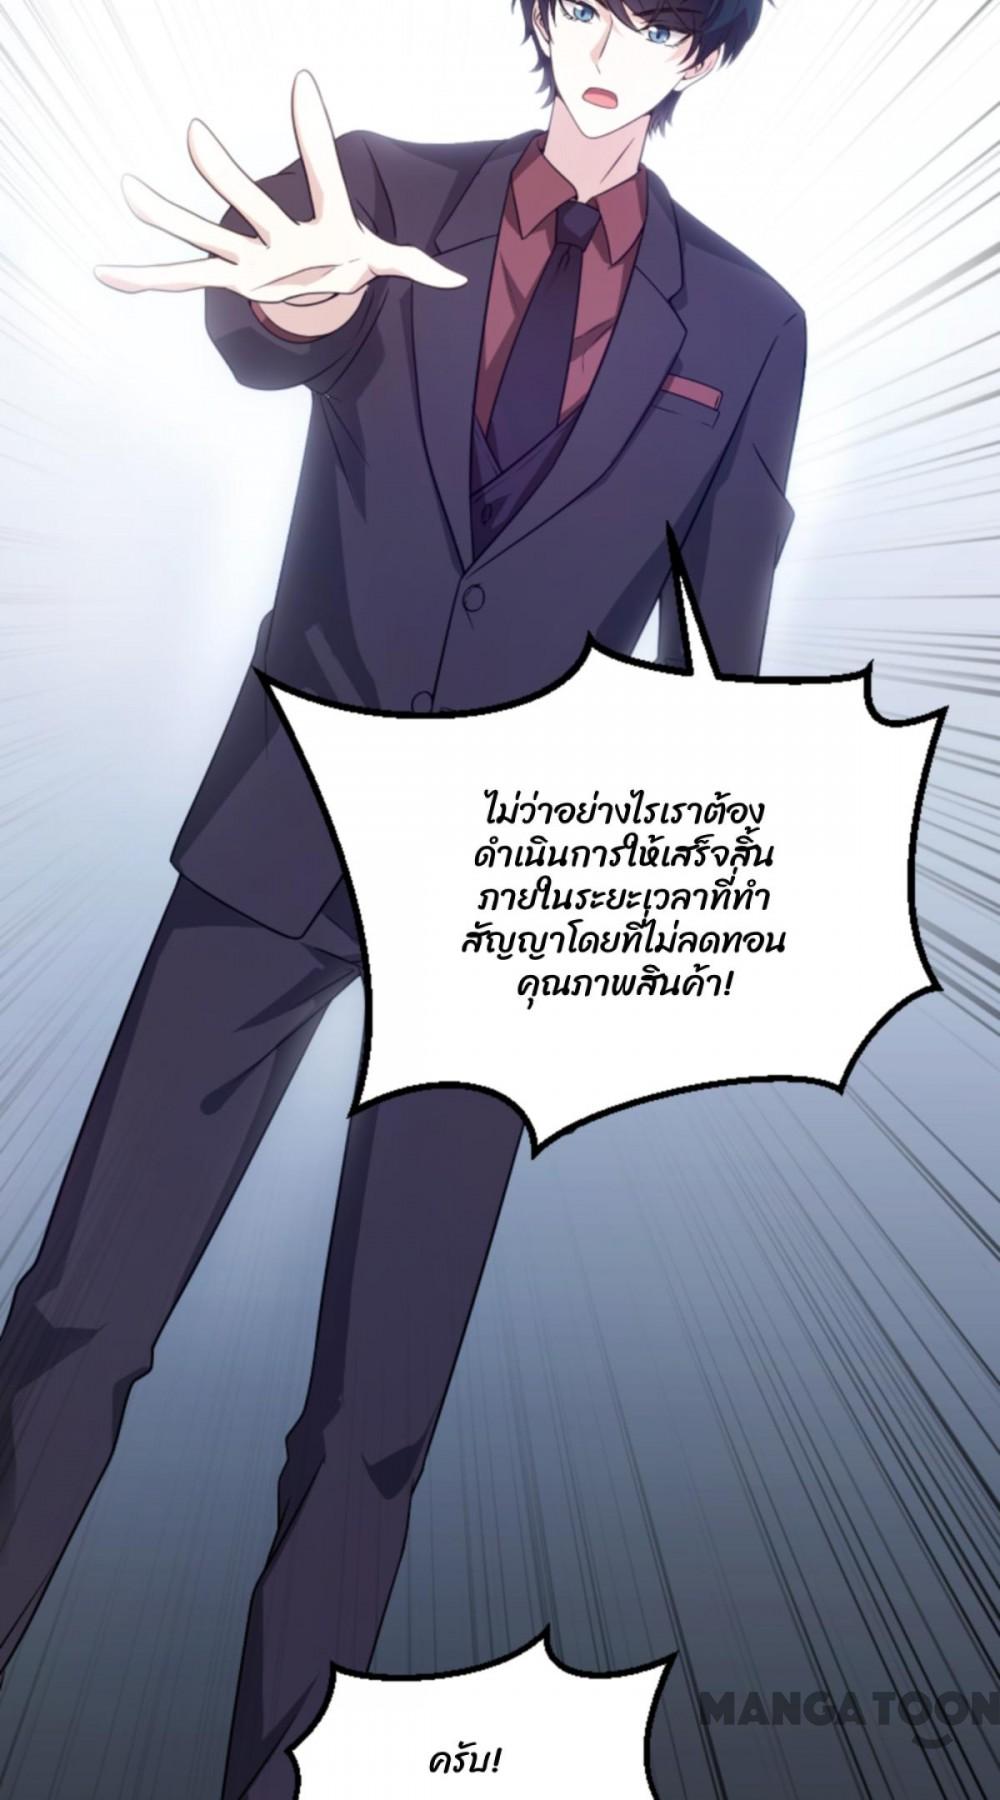 ไม่ว่าอย่างไรเราต้อง
ดำเนินการให้เสร็จสิ้น
ภายในระยะเวลาที่ทำ
สัญญาโดยที่ไม่ลดทอน
คุณภาพสินค้า!
MANGATOON
ครับ!